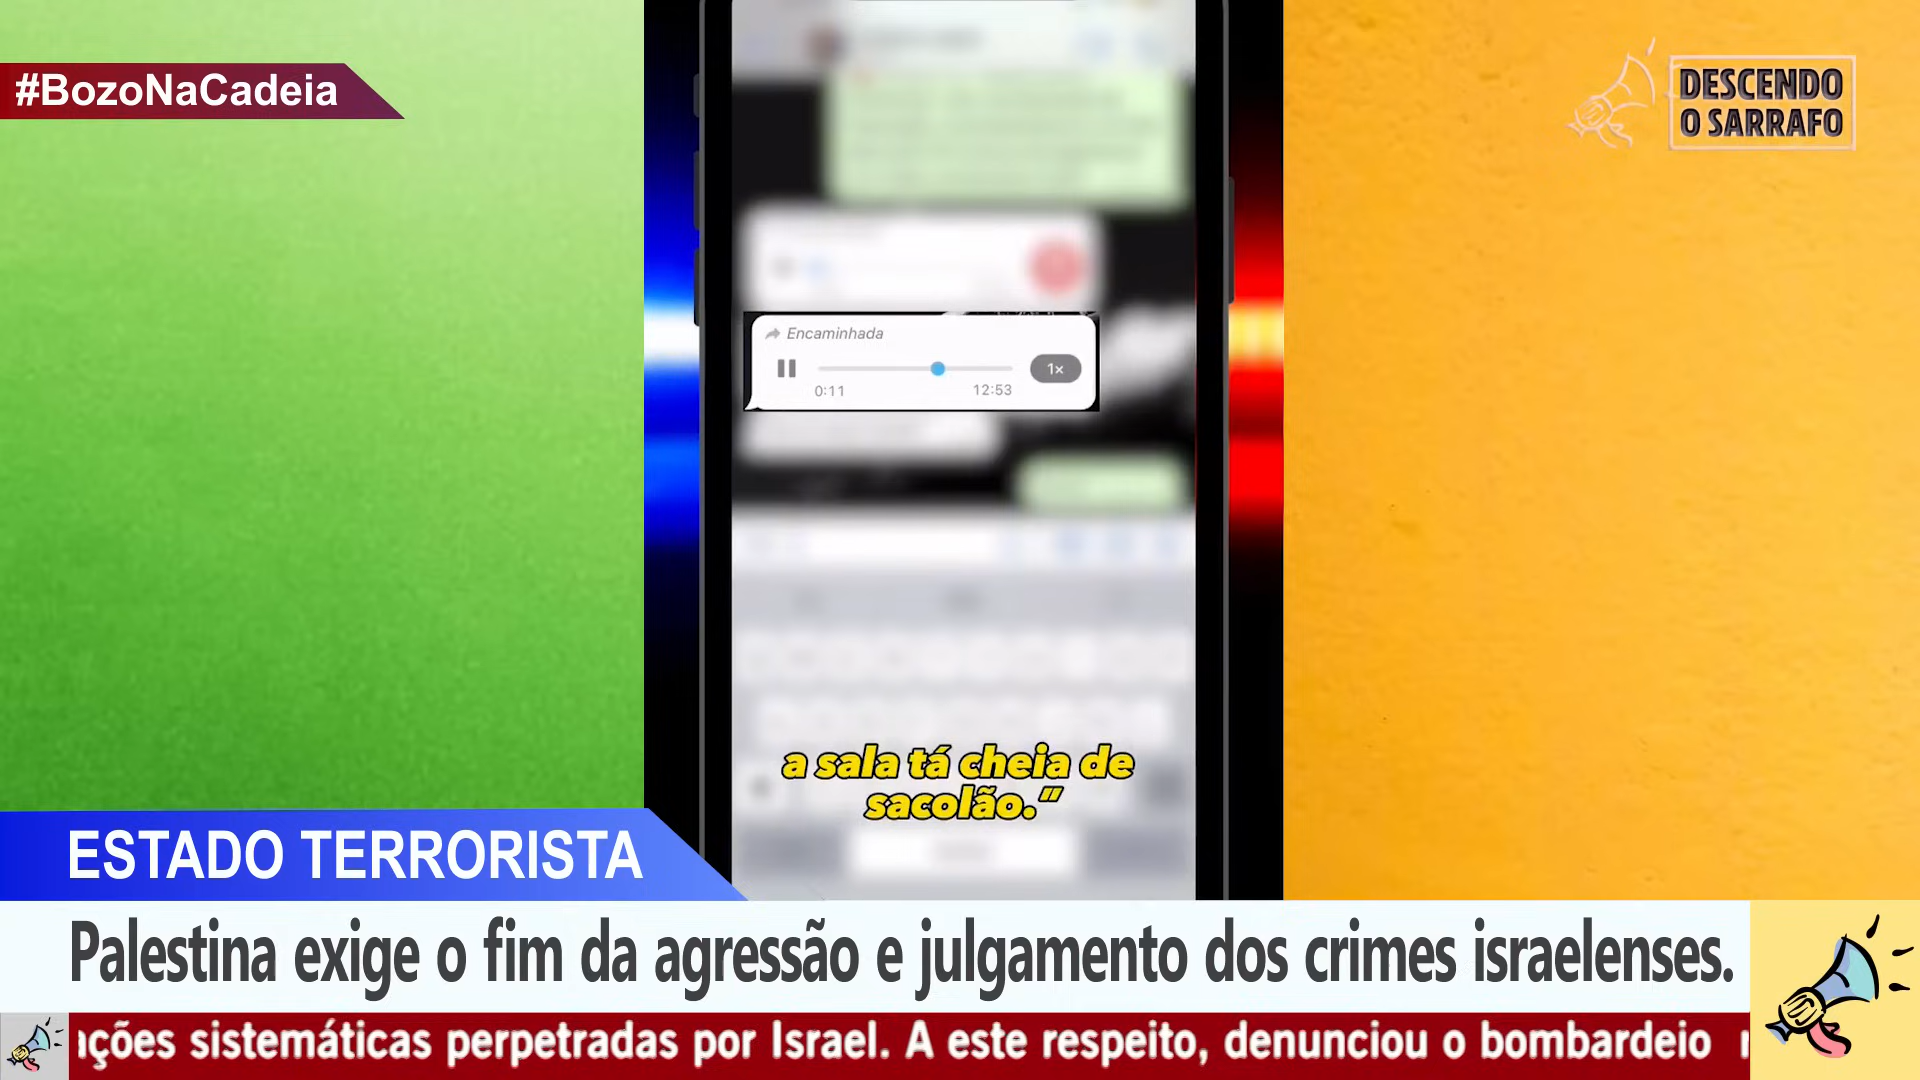 #BozoNaCadeia
DESCENDO
O SARRAFO
Encaminhada
1×
0:11
12:53
a sala tá cheia de
sacolão.”
ESTADO TERRORISTA
Palestina exige o fim da agressão e julgamento dos crimes israelenses.
ações sistemáticas perpetradas por Israel. A este respeito, denunciou o bombardeio